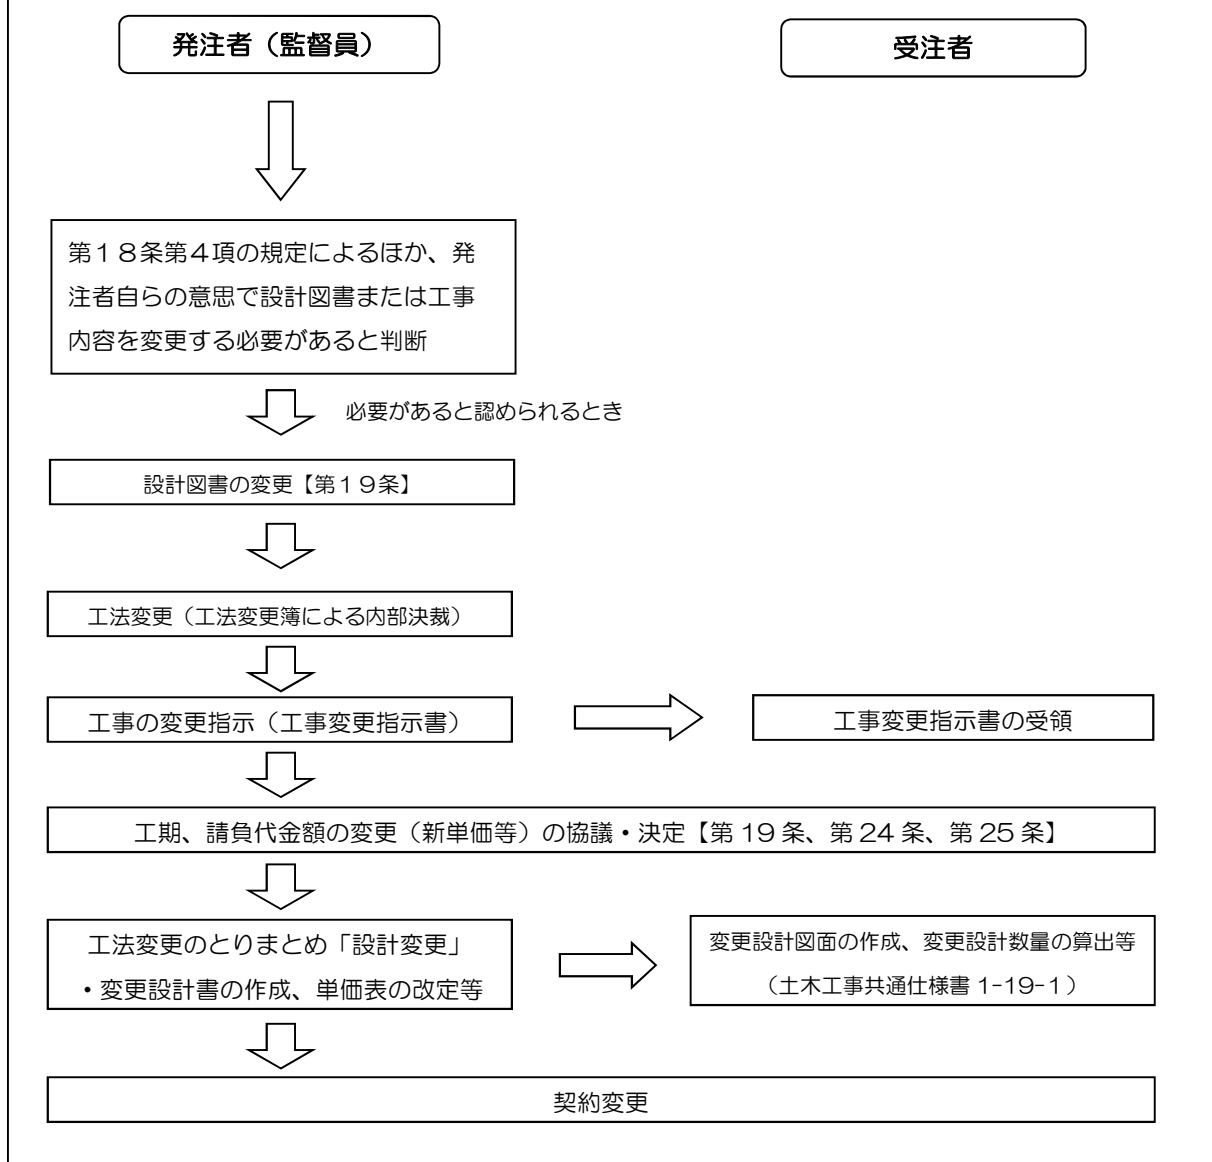 発注者（監督員）
受注者
第１８条第４項の規定によるほか、発
注者自らの意思で設計図書または工事
内容を変更する必要があると判断
必要があると認められるとき
設計図書の変更【第１９条】
工法変更（工法変更簿による内部決裁）
工事の変更指示（工事変更指示書）
工事変更指示書の受領
工期、請負代金額の変更（新単価等）の協議・決定【第 19 条、第 24 条、第 25 条】
工法変更のとりまとめ「設計変更」
・変更設計書の作成、単価表の改定等
変更設計図面の作成、変更設計数量の算出等
（土木工事共通仕様書 1-19-1）
契約変更